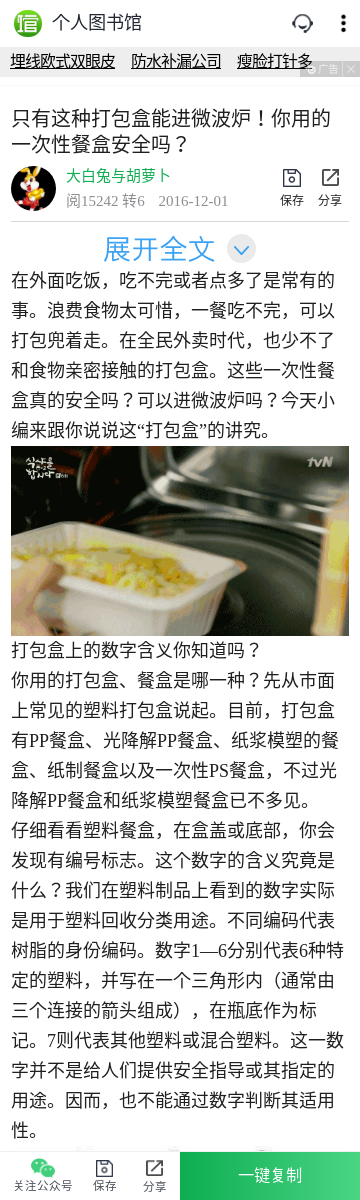 馆 个人图书馆
埋线欧式双眼皮 防水补漏公司 瘦脸打针多
广告
只有这种打包盒能进微波炉！你用的
一次性餐盒安全吗？
大白兔与胡萝卜
阅15242 转6 2016-12-01
保存 分享
展开全文
在外面吃饭，吃不完或者点多了是常有的
事。浪费食物太可惜，一餐吃不完，可以
打包兜着走。在全民外卖时代，也少不了
和食物亲密接触的打包盒。这些一次性餐
盒真的安全吗？可以进微波炉吗？今天小
编来跟你说说这“打包盒”的讲究。
식샤를
합시다
tvN
打包盒上的数字含义你知道吗？
你用的打包盒、餐盒是哪一种？先从市面
上常见的塑料打包盒说起。目前，打包盒
有PP餐盒、光降解PP餐盒、纸浆模塑的餐
盒、纸制餐盒以及一次性PS餐盒，不过光
降解PP餐盒和纸浆模塑餐盒已不多见。
仔细看看塑料餐盒，在盒盖或底部，你会
发现有编号标志。这个数字的含义究竟是
什么？我们在塑料制品上看到的数字实际
是用于塑料回收分类用途。不同编码代表
树脂的身份编码。数字1—6分别代表6种特
定的塑料，并写在一个三角形内（通常由
三个连接的箭头组成），在瓶底作为标
记。7则代表其他塑料或混合塑料。这一数
字并不是给人们提供安全指导或其指定的
用途。因而，也不能通过数字判断其适用
性。
关注公众号 保存 分享 一键复制